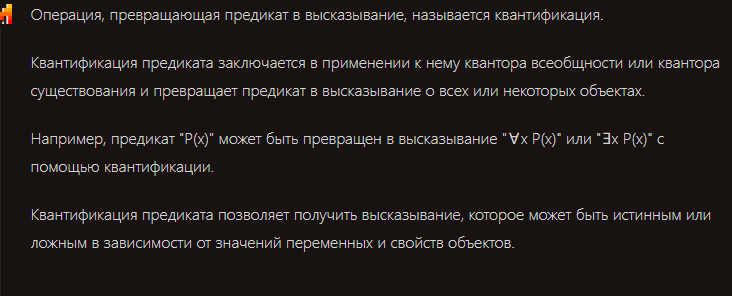 Операция, превращающая предикат в высказывание, называется квантификация.
Квантификация предиката заключается в применении к нему квантора всеобщности или квантора
существования и превращает предикат в высказывание о всех или некоторых объектах.
Например, предикат "P(x)" может быть превращен в высказывание "∀x P(x)" или "∃x P(x)" с
помощью квантификации.
Квантификация предиката позволяет получить высказывание, которое может быть истинным или
ложным в зависимости от значений переменных и свойств объектов.